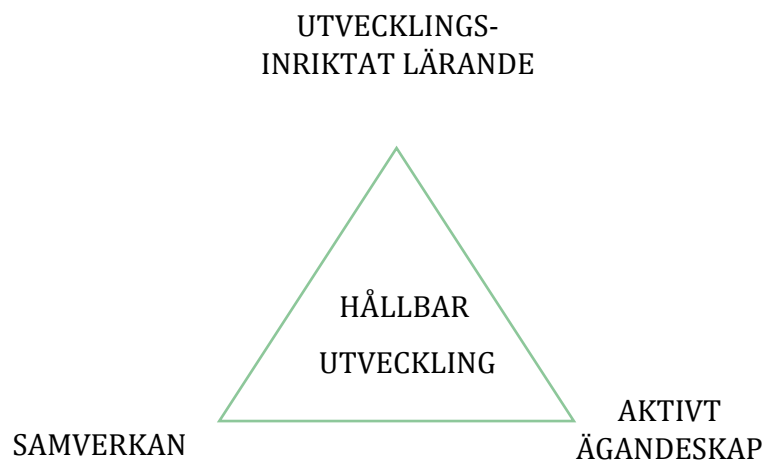 UTVECKLINGS-
INRIKTAT LÄRANDE
HÅLLBAR
UTVECKLING
SAMVERKAN
AKTIVT
ÄGANDESKAP